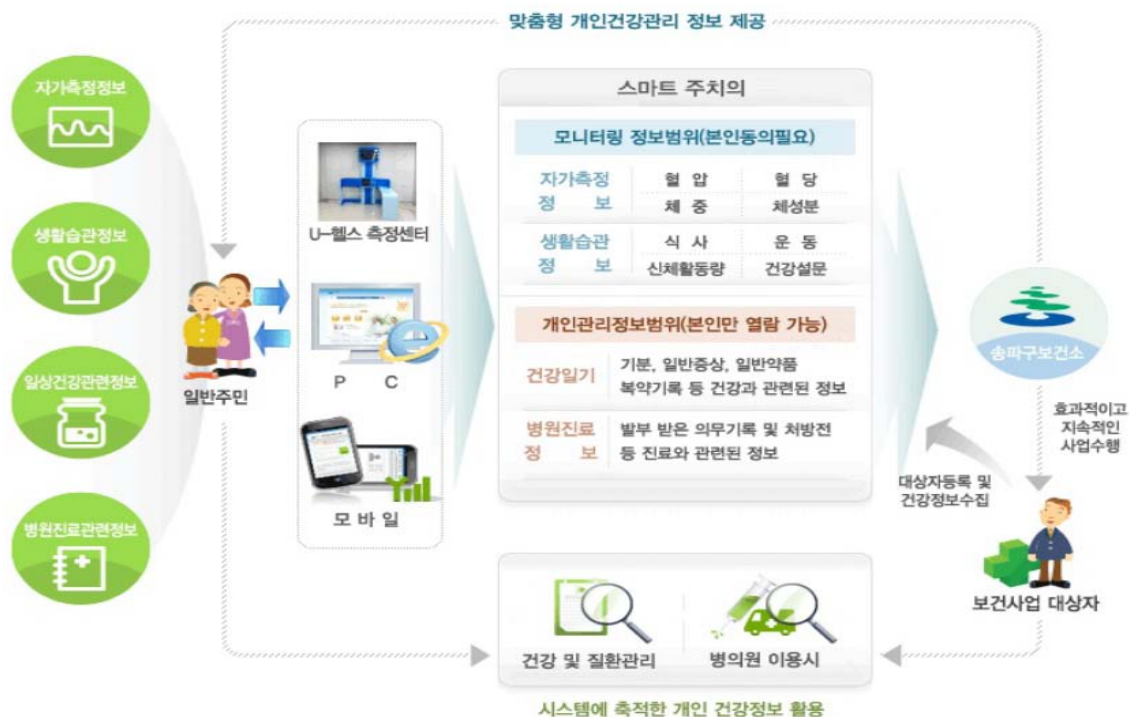 맞춤형 개인건강관리 정보 제공
자가측정정보
생활습관정보
일상건강관련정보
병원진료관련정보
일반주민
U-헬스 측정센터
P C
모 바 일
스마트 주치의
모니터링 정보범위(본인동의필요)
자가측정 혈 압 혈 당
정 보 체 중 체성분
생활습관 식 사 운 동
정 보 신체활동량 건강설문
개인관리정보범위(본인만 열람 가능)
건강일기
기분, 일반증상, 일반약품
복약기록 등 건강과 관련된 정보
병원진료 발부 받은 의무기록 및 처방전
정 보 등 진료와 관련된 정보
송파구보건소
효과적이고
지속적인
사업수행
대상자등록 및
건강정보수집
보건사업 대상자
건강 및 질환관리
병의원 이용시
시스템에 축적한 개인 건강정보 활용